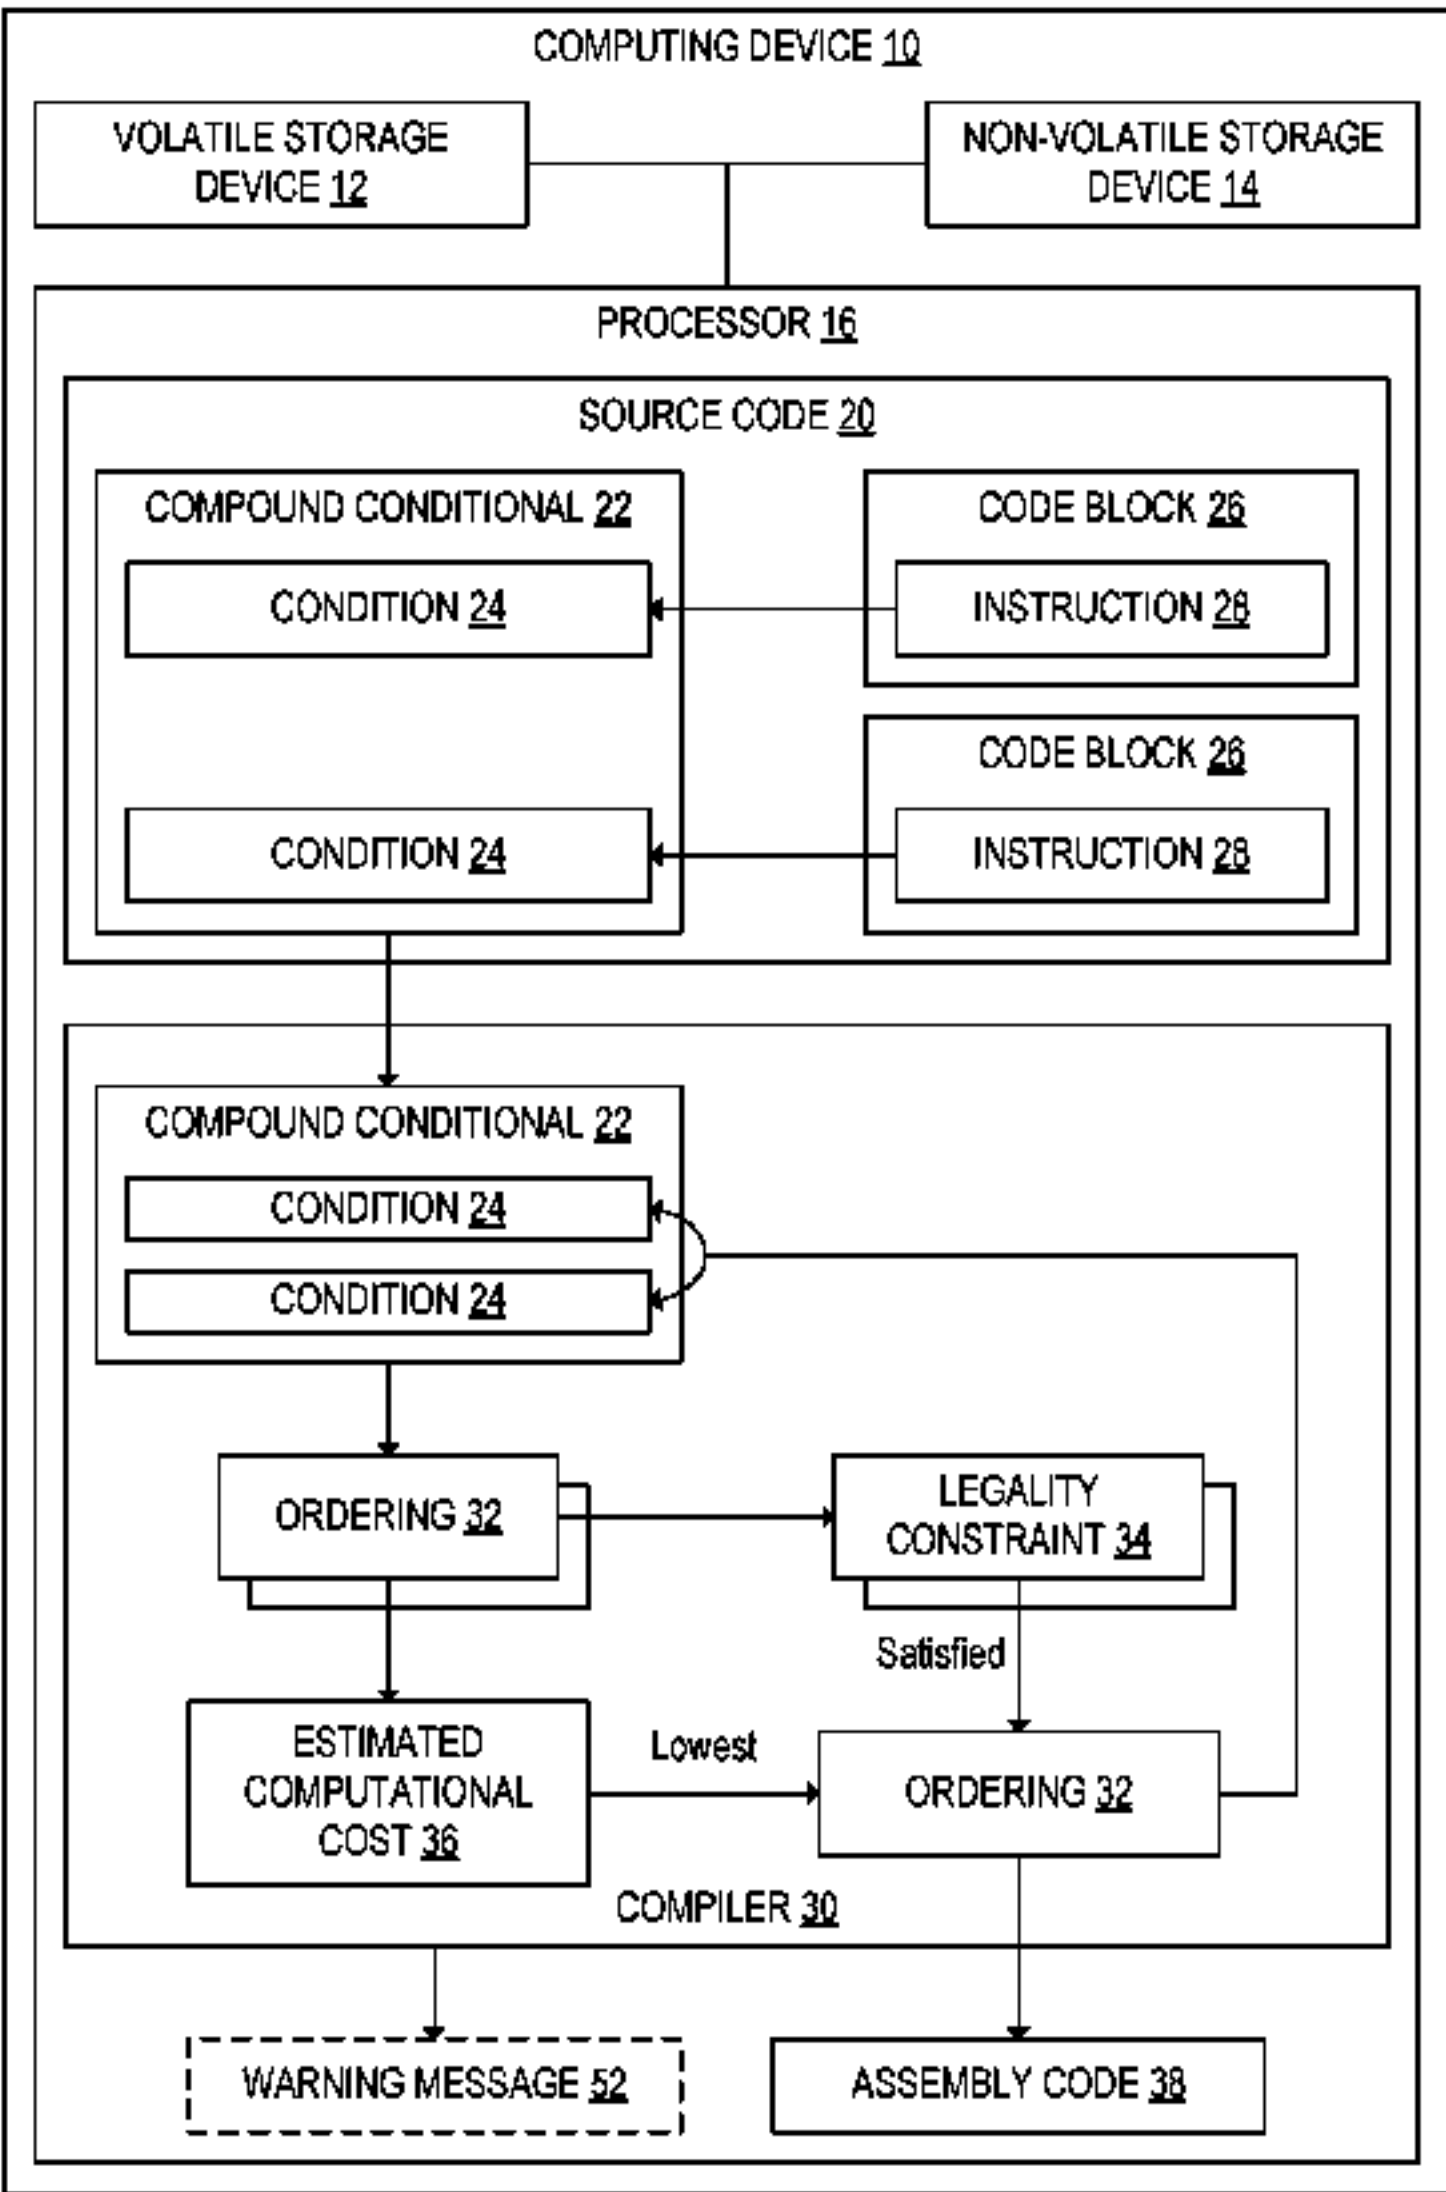 COMPUTING DEVICE 10
VOLATILE STORAGE
DEVICE 12
NON-VOLATILE STORAGE
DEVICE 14
PROCESSOR 16
SOURCE CODE 20
COMPOUND CONDITIONAL 22
CODE BLOCK 26
CONDITION 24
INSTRUCTION 28
CODE BLOCK 26
CONDITION 24
INSTRUCTION 28
COMPOUND CONDITIONAL 22
CONDITION 24
CONDITION 24
ORDERING 32
LEGALITY
CONSTRAINT 34
Satisfied
ESTIMATED
COMPUTATIONAL
COST 36
Lowest
ORDERING 32
COMPILER 30
WARNING MESSAGE 52
ASSEMBLY CODE 38